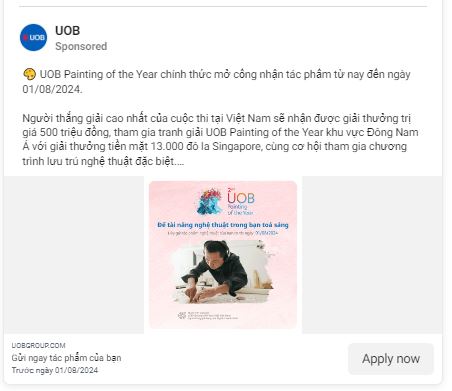 UOB
UOB
Sponsored
🎨 UOB Painting of the Year chính thức mở cổng nhận tác phẩm từ nay đến ngày
01/08/2024.
Người thắng giải cao nhất của cuộc thi tại Việt Nam sẽ nhận được giải thưởng trị
giá 500 triệu đồng, tham gia tranh giải UOB Painting of the Year khu vực Đông Nam
Á với giải thưởng tiền mặt 13.000 đô la Singapore, cùng cơ hội tham gia chương
trình lưu trú nghệ thuật đặc biệt....
2nd
UOB
Painting
of the Year
Để tài năng nghệ thuật trong bạn toả sáng
UOBGROUP.COM
Gửi ngay tác phẩm của bạn
Trước ngày 01/08/2024
Apply now